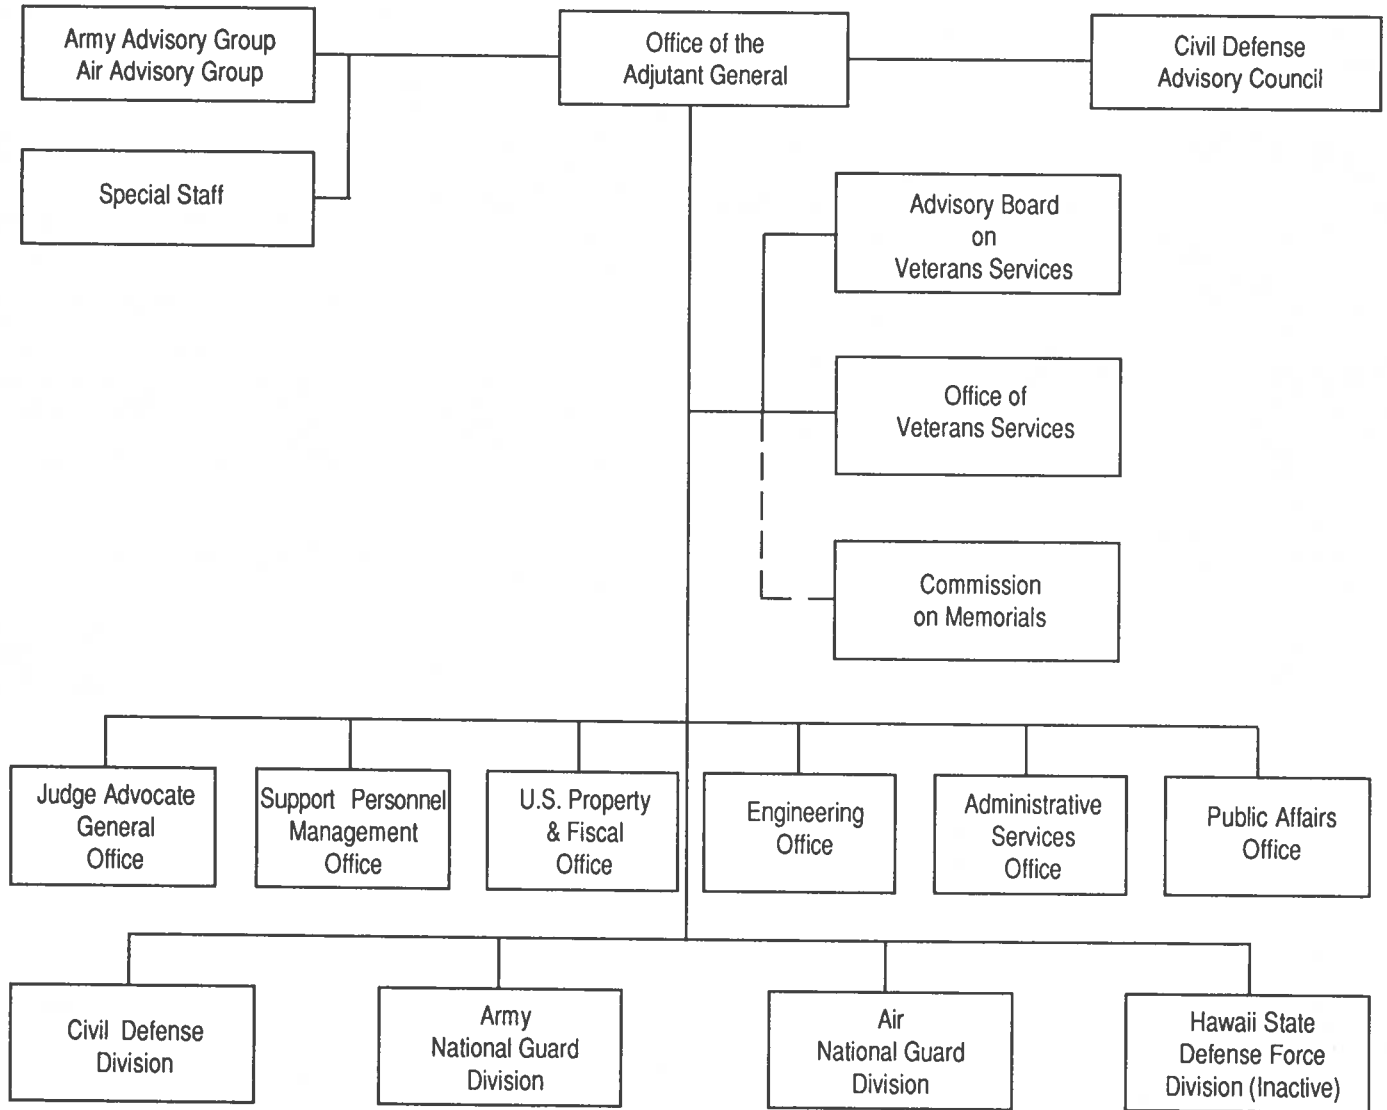 Army Advisory Group
Air Advisory Group
Office of the
Adjutant General
Civil Defense
Advisory Council
Special Staff
Advisory Board
on
Veterans Services
Office of
Veterans Services
Commission
on Memorials
Judge Advocate
General
Office
Support Personnel
Management
Office
U.S. Property
& Fiscal
Office
Engineering
Office
Administrative
Services
Office
Public Affairs
Office
Civil Defense
Division
Army
National Guard
Division
Air
National Guard
Division
Hawaii State
Defense Force
Division (Inactive)